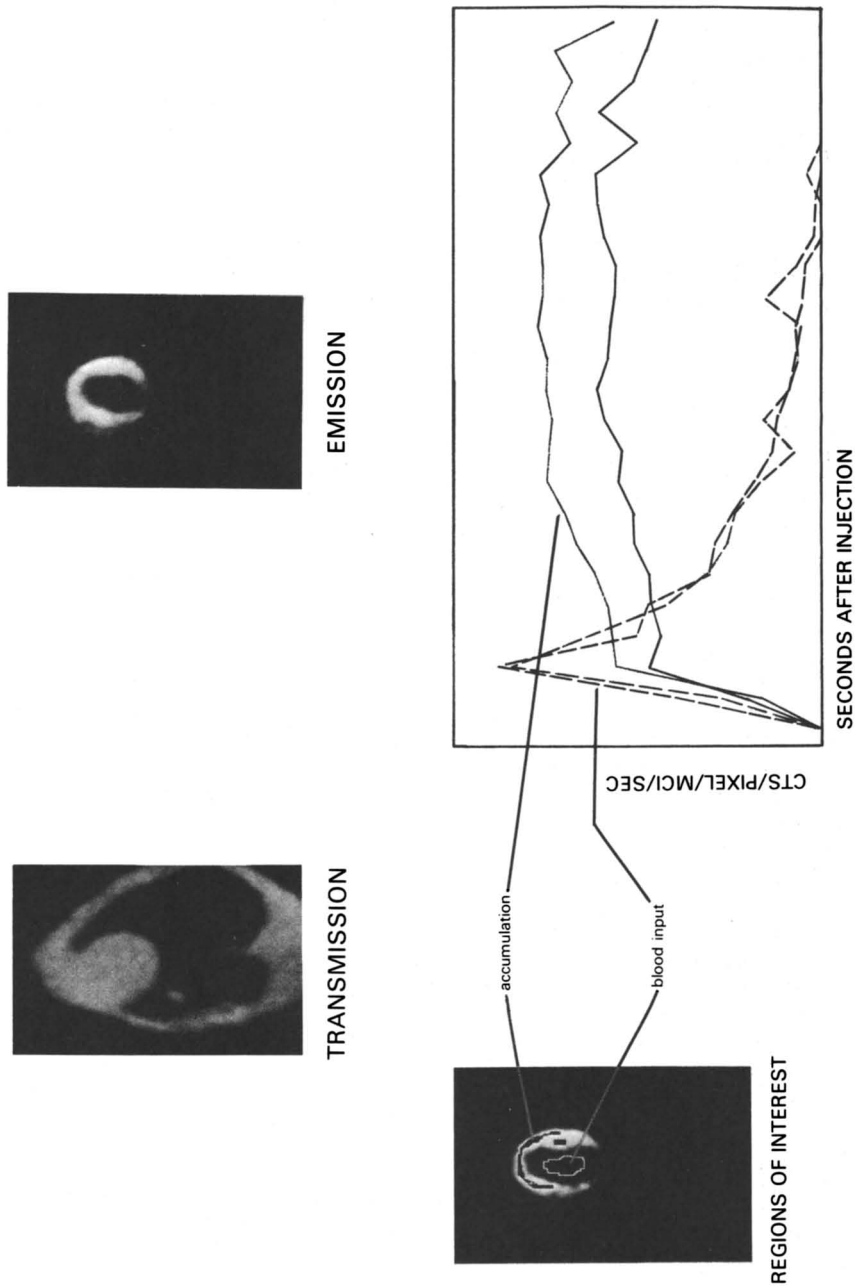 TRANSMISSION
EMISSION
REGIONS OF INTEREST
accumulation
blood input
CTS/PIXEL/MCI/SEC
SECONDS AFTER INJECTION